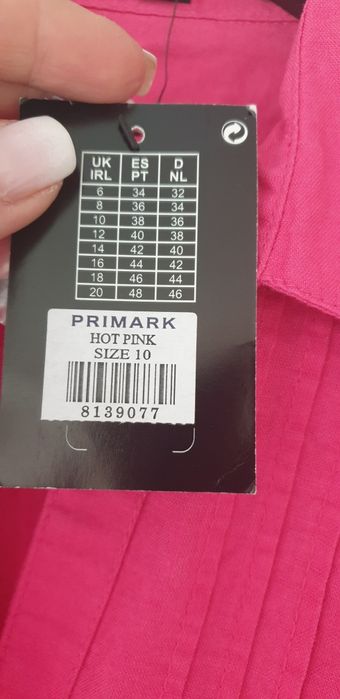 UK IRL ES PT D NL
6 34 32
8 36 34
10 38 36
12 40 38
14 42 40
16 44 42
18 46 44
20 48 46
PRIMARK
HOT PINK
SIZE 10
8139077